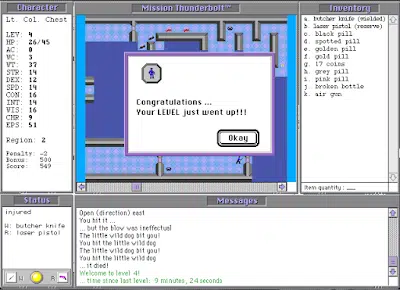 Character
Mission Thunderbolt™
Inventory
Lt. Col. Chest
LEV: 4
HP: 26/45
AC: 0
WC: 3
WT: 37
STR: 14
DEX: 12
SPD: 12
CON: 16
INT: 14
VIS: 16
CHR: 9
EPS: 51
Region: 2
Penalty: -2
Bonus: 500
Score: 569
Congratulations ...
Your LEVEL just went up!!!
Okay
a. butcher knife (wielded)
b. laser pistol (reserve)
c. black pill
d. spotted pill
e. golden pill
f. gold pill
g. 17 coins
h. grey pill
i. pink pill
j. broken bottle
k. air gun
Item quantity:
Status
injured
W: butcher knife
R: laser pistol
W
R
Messages
Open (direction) east
You hit it ...
... but the blow was ineffectual
The little wild dog bit you!
You hit the little wild dog
The little wild dog bit you!
You hit the little wild dog
... it died!
Welcome to level 4!
... time since last level: 9 minutes, 24 seconds